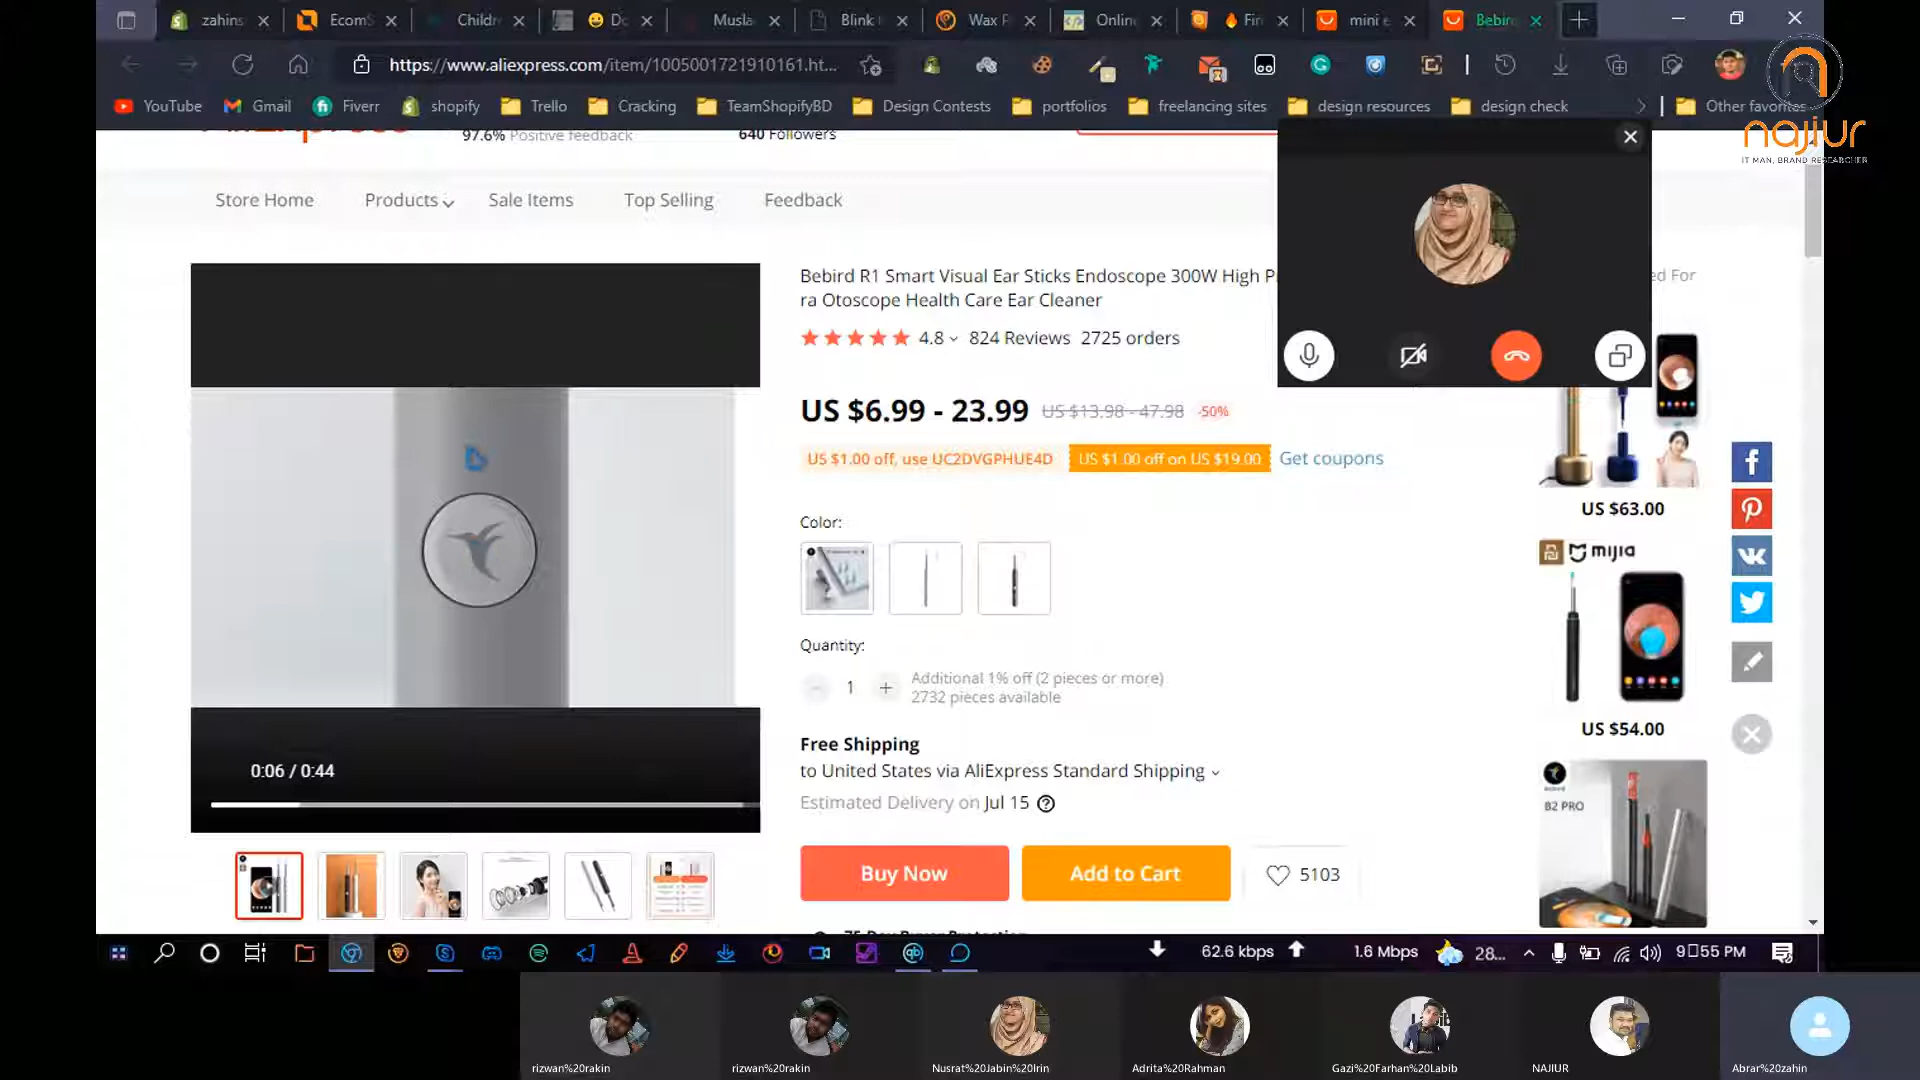 zahins
Ecom
Childr
Musla
Blink
Wax
Onlin
mini e
Bebir
https://www.aliexpress.com/item/1005001721910161.ht...
YouTube
Gmail
Fiverr
shopify
Trello
Cracking
TeamShopifyBD
Design Contests
portfolios
freelancing sites
design resources
design check
Other favorites
najiur
IT MAN, BRAND RESEARCHER
97.6% Positive feedback
640 Followers
Store Home
Products
Sale Items
Top Selling
Feedback
Bebird R1 Smart Visual Ear Sticks Endoscope 300W High P
ra Otoscope Health Care Ear Cleaner
ed For
4.8
824 Reviews
2725 orders
US $6.99 - 23.99
US $13.98 - 47.98
-50%
US $1.00 off, use UC2DVGPHUE4D
US $1.00 off on US $19.00
Get coupons
Color:
Quantity:
1
Additional 1% off (2 pieces or more)
2732 pieces available
Free Shipping
to United States via AliExpress Standard Shipping
Estimated Delivery on Jul 15
Buy Now
Add to Cart
5103
0:06 / 0:44
US $63.00
mijia
US $54.00
B2 PRO
62.6 kbps
1.6 Mbps
28...
9:55 PM
rizwan%20rakin
rizwan%20rakin
Nusrat%20Jabin%20Irin
Adrita%20Rahman
Gazi%20Farhan%20Labib
NAJIUR
Abrar%20zahin